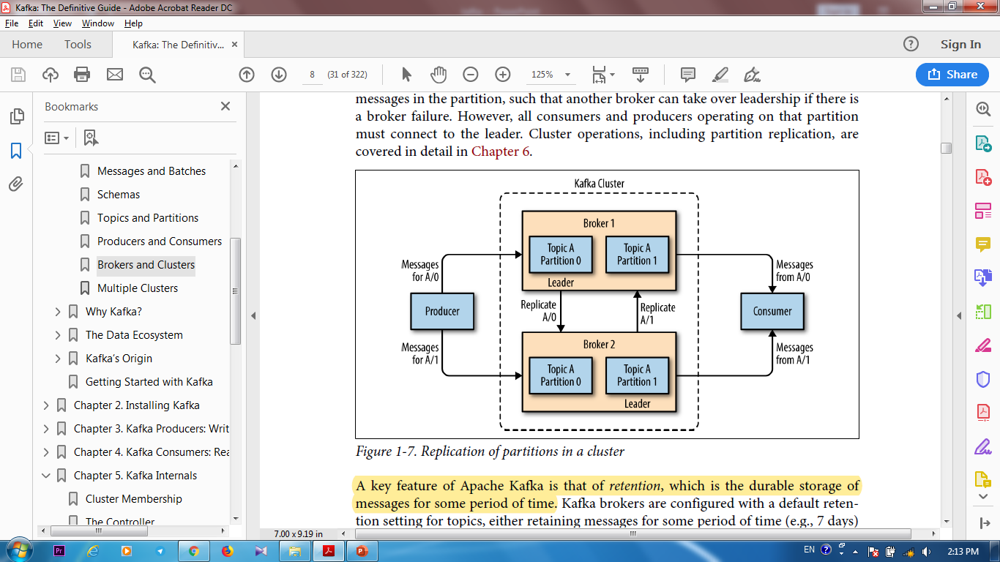 Kafka: The Definitive Guide - Adobe Acrobat Reader DC
File Edit View Window Help
Home Tools Kafka: The Definitiv... × Sign In
8 (31 of 322) 125% Share
Bookmarks
Messages and Batches
Schemas
Topics and Partitions
Producers and Consumers
Brokers and Clusters
Multiple Clusters
Why Kafka?
The Data Ecosystem
Kafka's Origin
Getting Started with Kafka
Chapter 2. Installing Kafka
Chapter 3. Kafka Producers: Writ
Chapter 4. Kafka Consumers: Rea
Chapter 5. Kafka Internals
Cluster Membership
The Controller
messages in the partition, such that another broker can take over leadership if there is
a broker failure. However, all consumers and producers operating on that partition
must connect to the leader. Cluster operations, including partition replication, are
covered in detail in Chapter 6.
Kafka Cluster
Broker 1
Topic A
Partition 0
Topic A
Partition 1
Leader
Messages
for A/0
Messages
from A/0
Replicate
A/0
Replicate
A/1
Producer
Consumer
Broker 2
Messages
for A/1
Messages
from A/1
Topic A
Partition 0
Topic A
Partition 1
Leader
Figure 1-7. Replication of partitions in a cluster
A key feature of Apache Kafka is that of retention, which is the durable storage of
messages for some period of time. Kafka brokers are configured with a default reten-
tion setting for topics, either retaining messages for some period of time (e.g., 7 days)
7.00 x 9.19 in
Pr
EN
2:13 PM